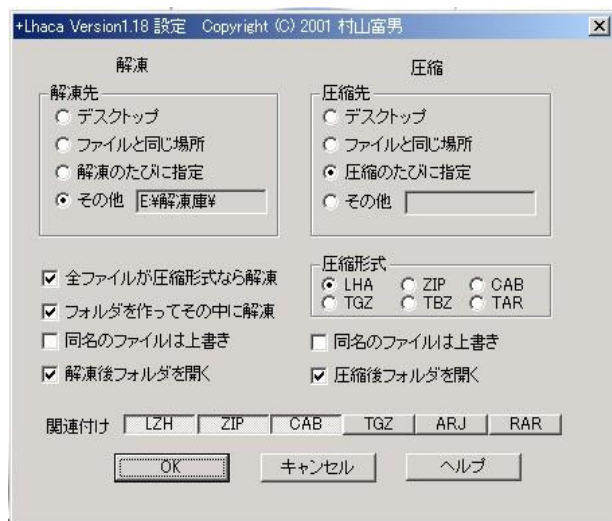 +Lhaca Version1.18 設定 Copyright (C) 2001 村山富男
解凍
解凍先
デスクトップ
ファイルと同じ場所
解凍のたびに指定
その他 E:¥解凍庫¥
全ファイルが圧縮形式なら解凍
フォルダを作ってその中に解凍
同名のファイルは上書き
解凍後フォルダを開く
圧縮
圧縮先
デスクトップ
ファイルと同じ場所
圧縮のたびに指定
その他
圧縮形式
LHA ZIP CAB
TGZ TBZ TAR
同名のファイルは上書き
圧縮後フォルダを開く
関連付け LZH ZIP CAB TGZ ARJ RAR
OK キャンセル ヘルプ